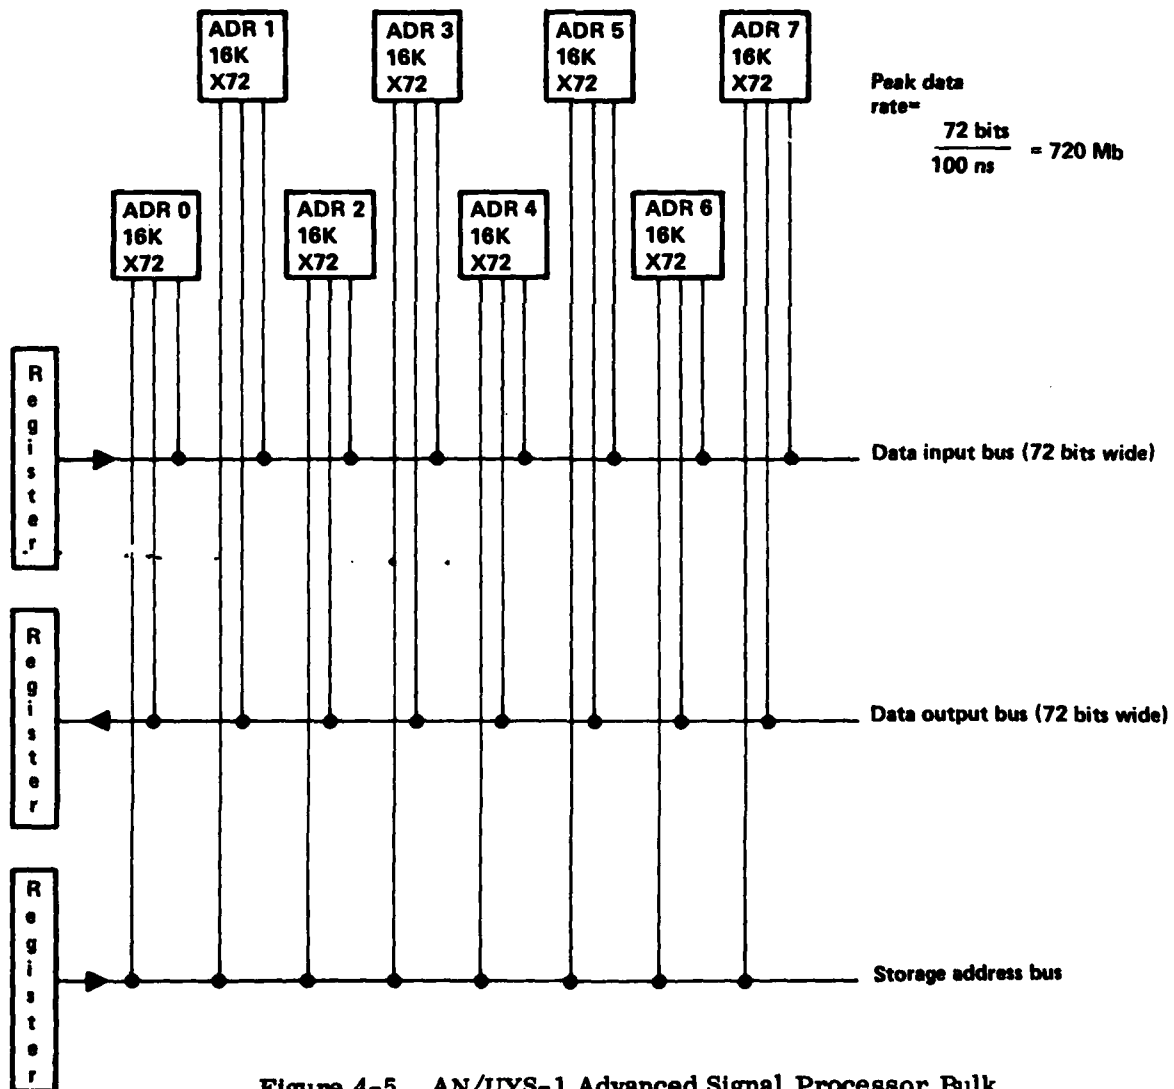 ADR 1
16K
X72
ADR 3
16K
X72
ADR 5
16K
X72
ADR 7
16K
X72
Peak data
rate=
72 bits
100 ns
= 720 Mb
ADR 0
16K
X72
ADR 2
16K
X72
ADR 4
16K
X72
ADR 6
16K
X72
Register
Data input bus (72 bits wide)
Register
Data output bus (72 bits wide)
Register
Storage address bus
Figure 4-5. AN/UYS-1 Advanced Signal Processor Bulk